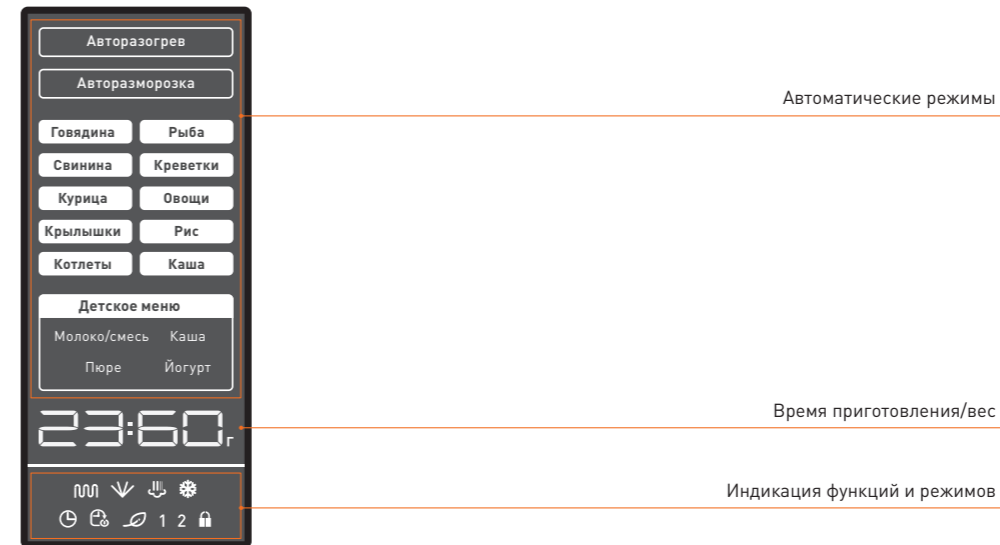 Авторазогрев
Авторазморозка
Автоматические режимы
Говядина Рыба
Свинина Креветки
Курица Овощи
Крылышки Рис
Котлеты Каша
Детское меню
Молоко/смесь Каша
Пюре Йогурт
Время приготовления/вес
23:60г
Индикация функций и режимов
1 2